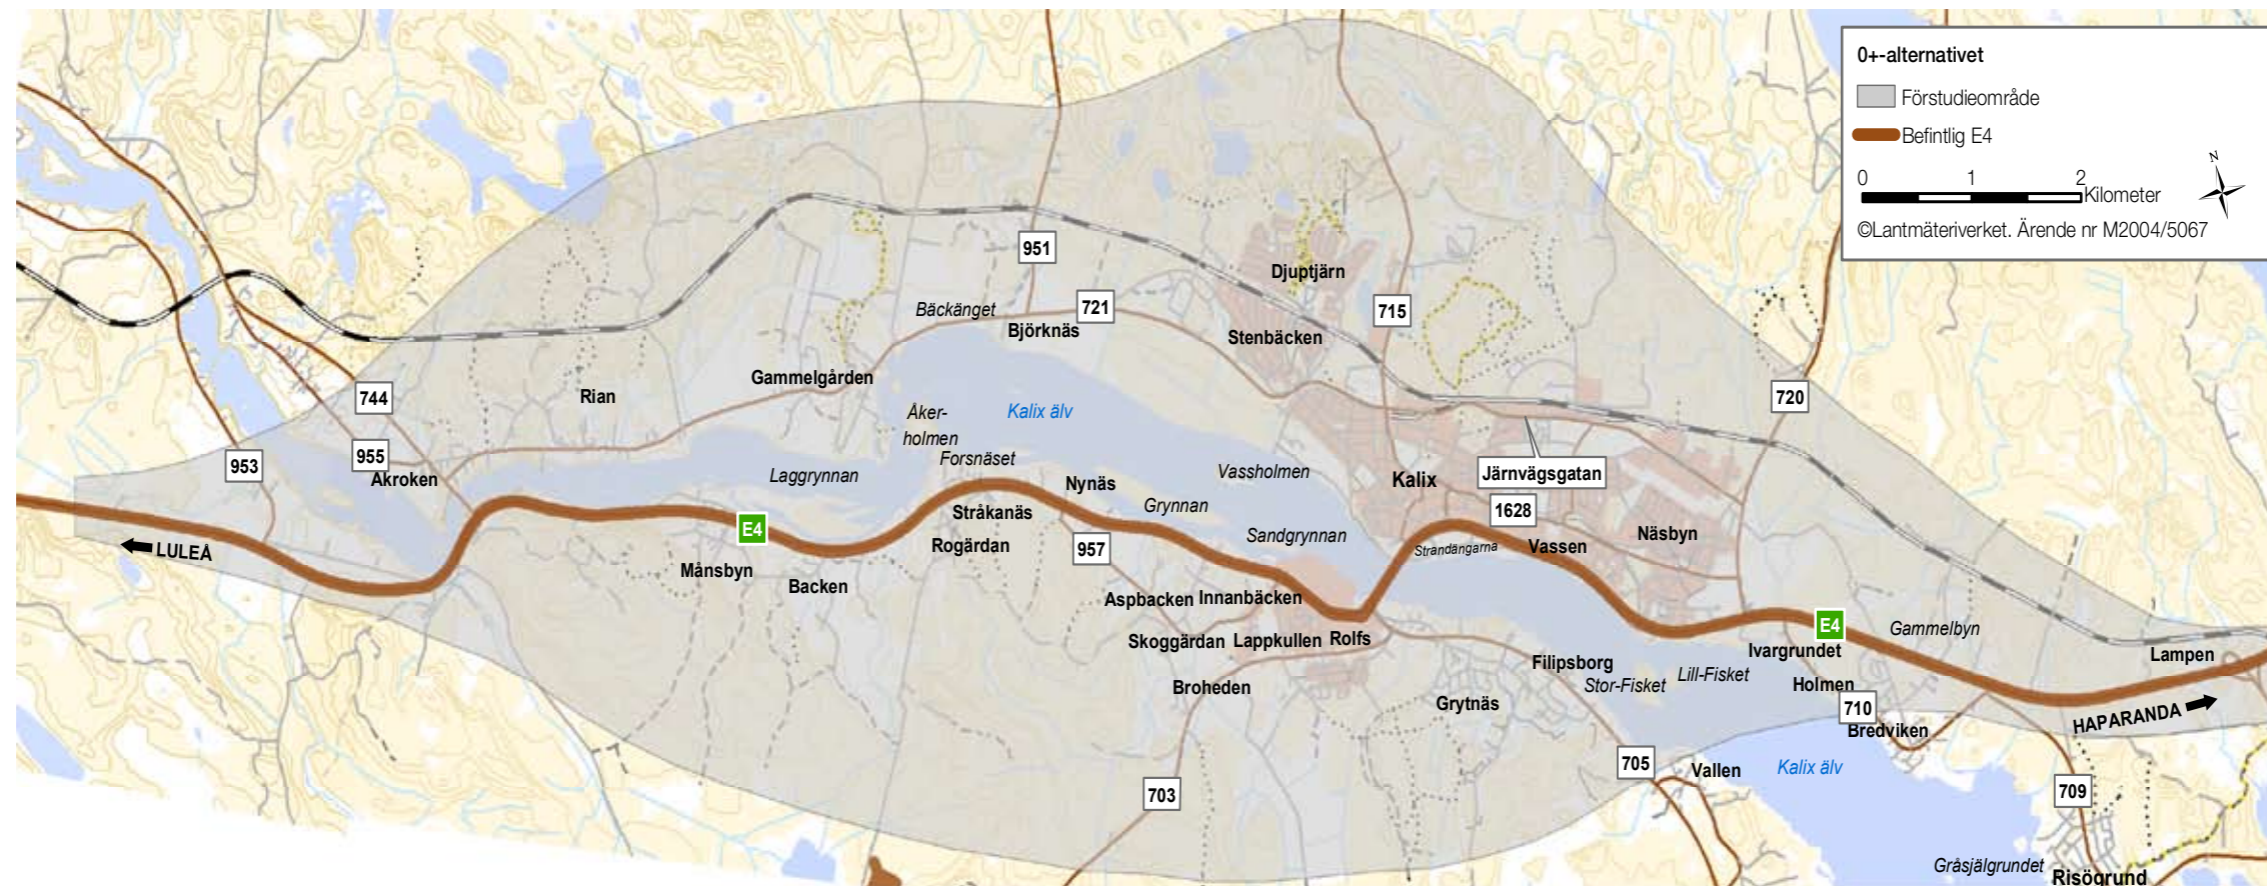 0+-alternativet
Förstudieområde
Befintlig E4
0 1 2
Kilometer
N
©Lantmäteriverket. Ärende nr M2004/5067
951
Djuptjärn
Bäckänget
721
715
Björknäs
Stenbäcken
Gammelgården
744
Rian
720
Åker-
holmen
Kalix älv
953
955
Akroken
Forsnäset
Laggrynnan
Nynäs
Vassholmen
Kalix
Järnvägsgatan
Grynnan
1628
E4
Stråkanäs
Sandgrynnan
Strandängarna
Vassen
Näsbyn
LULEÅ
Rogärdan
957
Månsbyn
Backen
Aspbacken
Innanbäcken
E4
Gammelbyn
Skoggärdan
Lappkullen
Rolfs
Ivargrundet
Lampen
Filipsborg
Broheden
Stor-Fisket
Lill-Fisket
Holmen
Grytnäs
710
HAPARANDA
Bredviken
705
Vallen
Kalix älv
703
709
Gråsjälgrundet
Risögrund